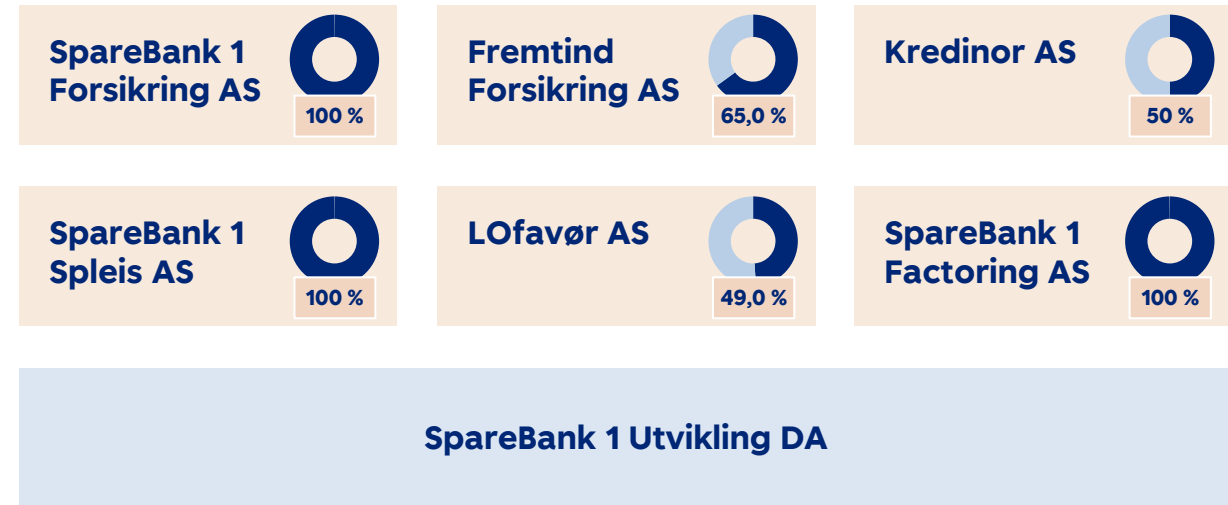 SpareBank 1
Forsikring AS
100 %
Fremtind
Forsikring AS
65,0 %
Kredinor AS
50 %
SpareBank 1
Spleis AS
100 %
LOfavør AS
49,0 %
SpareBank 1
Factoring AS
100 %
SpareBank 1 Utvikling DA